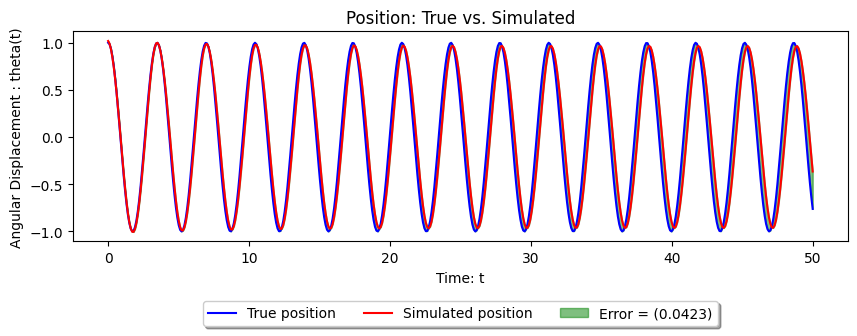 Position: True vs. Simulated
Angular Displacement : theta(t)
1.0
0.5
0.0
−0.5
−1.0
0 10 20 30 40 50
Time: t
True position Simulated position Error = (0.0423)